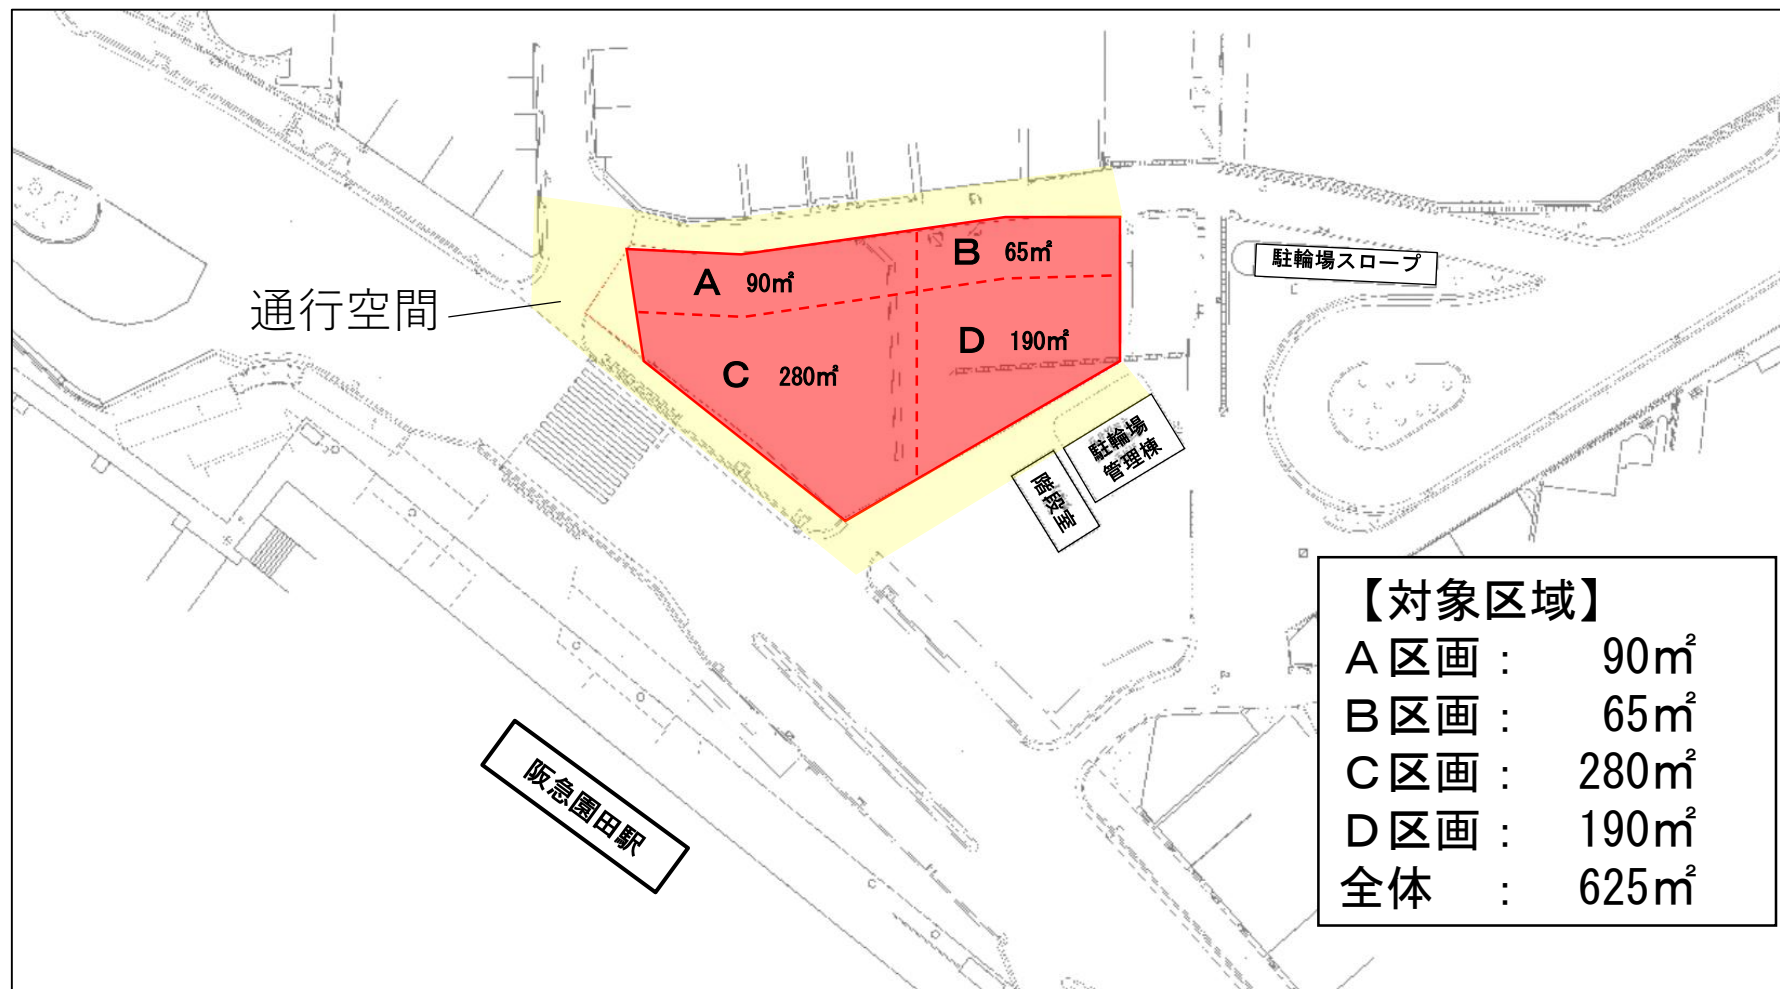 通行空間
A 90㎡
B 65㎡
C 280㎡
D 190㎡
駐輪場スロープ
駐輪場
管理棟
階段室
阪急園田駅
【対象区域】
A区画： 90㎡
B区画： 65㎡
C区画： 280㎡
D区画： 190㎡
全体 ： 625㎡